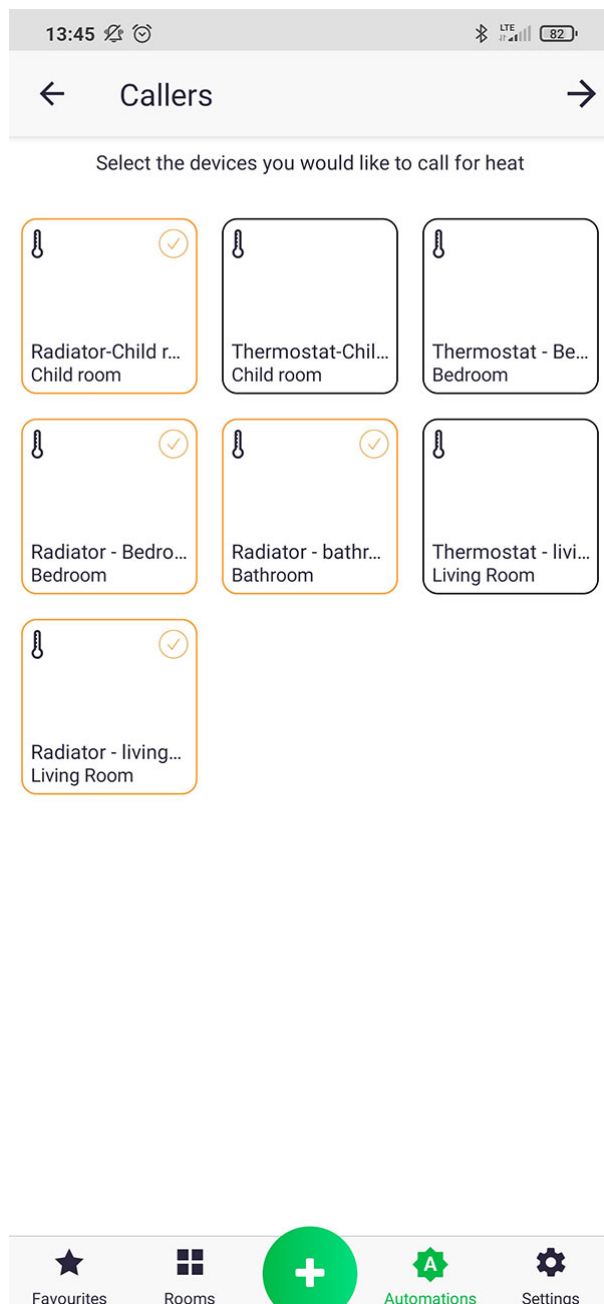 13:45
LTE
82
Callers
Select the devices you would like to call for heat
Radiator-Child r...
Child room
Thermostat-Chil...
Child room
Thermostat - Be...
Bedroom
Radiator - Bedro...
Bedroom
Radiator - bathr...
Bathroom
Thermostat - livi...
Living Room
Radiator - living...
Living Room
A
Favourites
Rooms
Automations
Settings